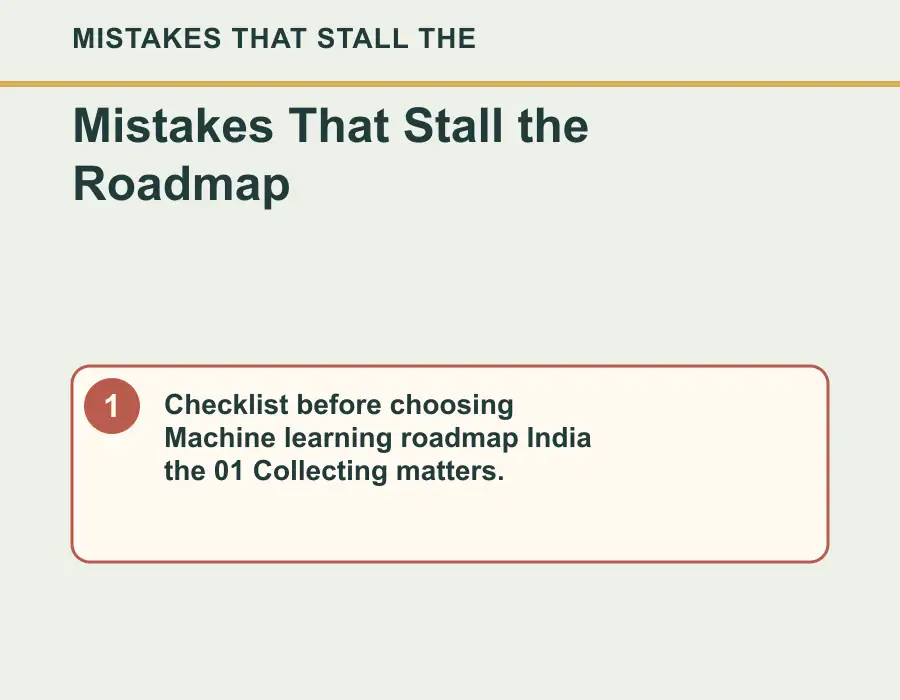 MISTAKES THAT STALL THE
Mistakes That Stall the
Roadmap
1
Checklist before choosing
Machine learning roadmap India
the 01 Collecting matters.